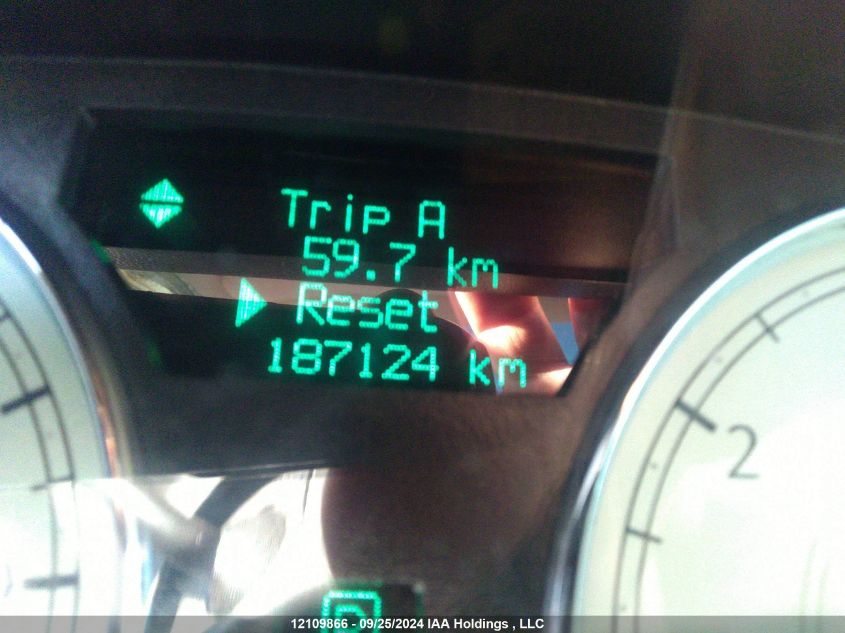 Trip A
59.7 km
Reset
187124 km
2
P
12109866 - 09/25/2024 IAA Holdings , LLC